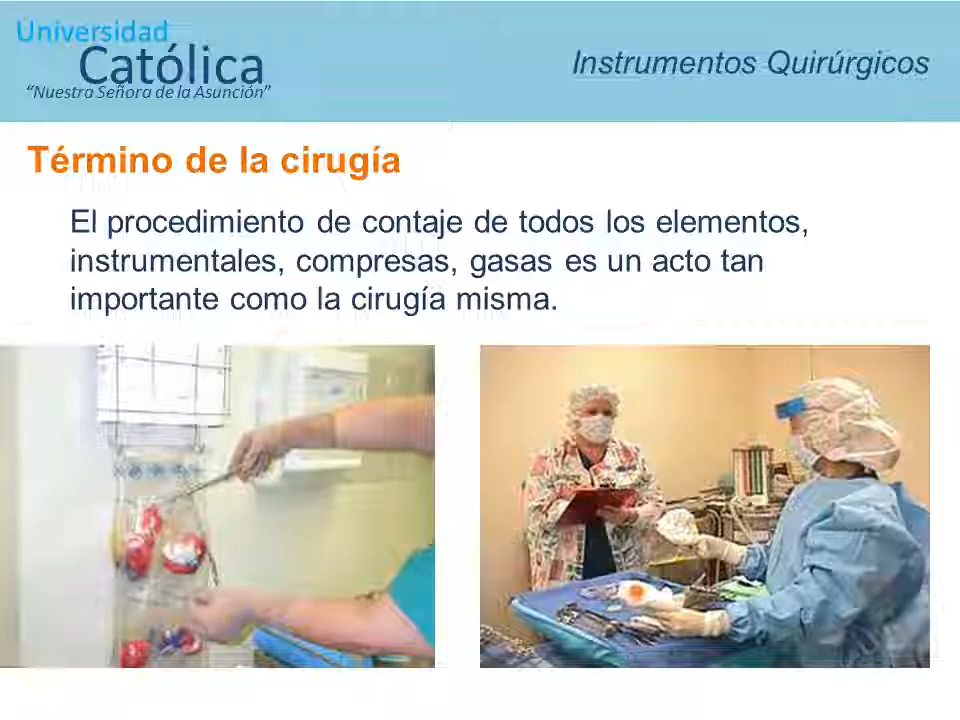 Universidad
Católica
“Nuestra Señora de la Asunción”
Instrumentos Quirúrgicos
Término de la cirugía
El procedimiento de contaje de todos los elementos,
instrumentales, compresas, gasas es un acto tan
importante como la cirugía misma.